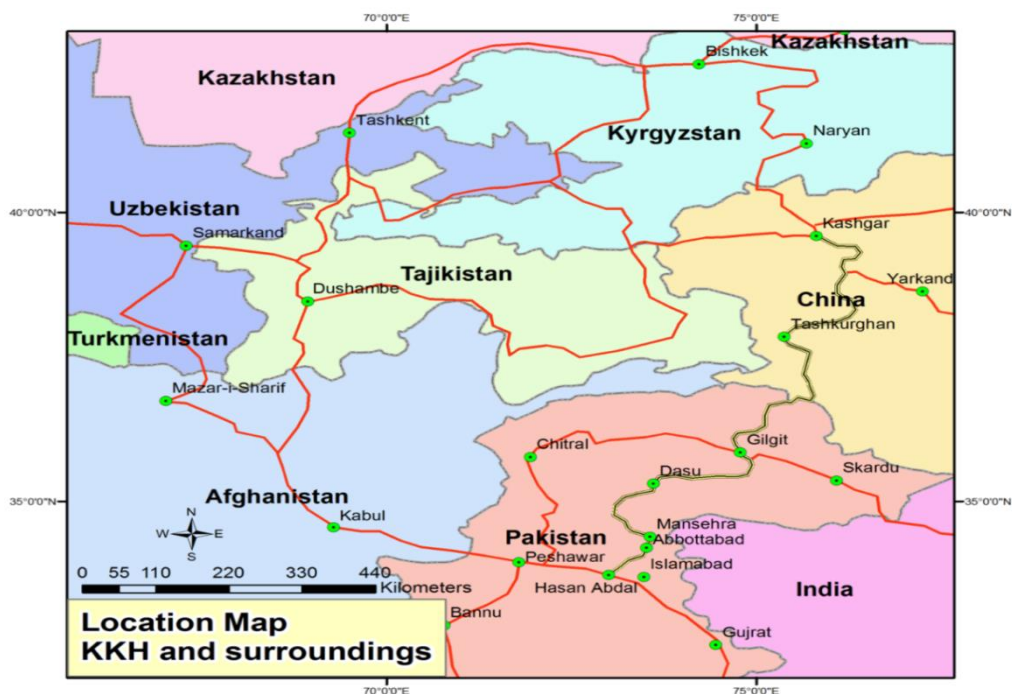 70°0'0"E 75°0'0"E
Kazakhstan
Bishkek
Kazakhstan
Tashkent
Kyrgyzstan
Naryan
40°0'0"N
Uzbekistan
Samarkand
Kashgar
40°0'0"N
Dushambe
Tajikistan
Yarkand
China
Tashkurghan
Turkmenistan
Mazar-i-Sharif
Chitral
Gilgit
Dasu
Skardu
35°0'0"N
Afghanistan
Kabul
35°0'0"N
N
W E
S
Mansehra
Pakistan
Abbottabad
Peshawar
Islamabad
0 55 110 220 330 440
Kilometers
Hasan Abdal
India
Bannu
Gujrat
Location Map
KKH and surroundings
70°0'0"E 75°0'0"E